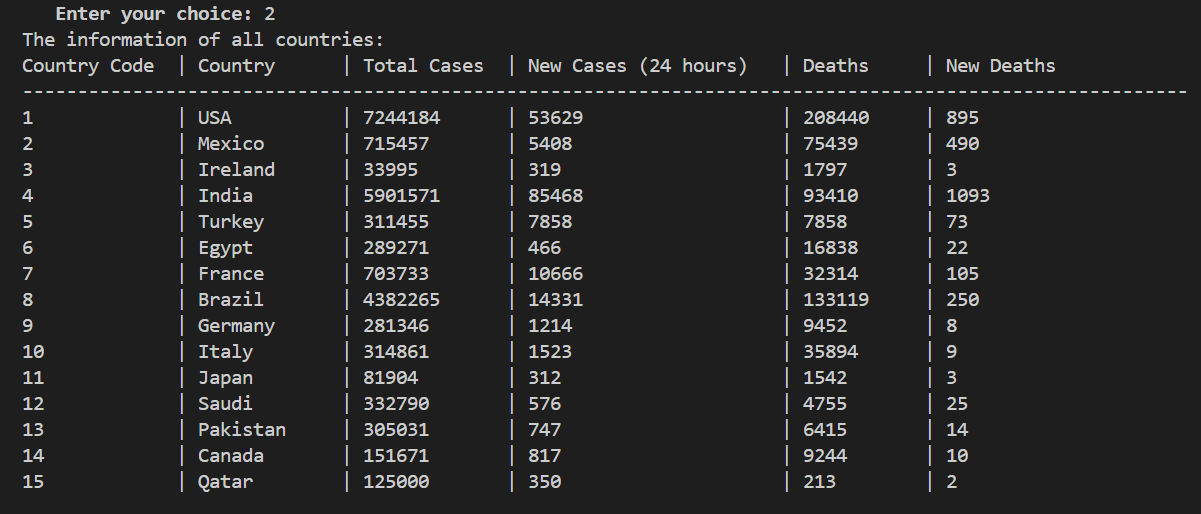 Enter your choice: 2
The information of all countries:
Country Code | Country | Total Cases | New Cases (24 hours) | Deaths | New Deaths
----------------------------------------------------------------------------------------------------------
1 | USA | 7244184 | 53629 | 208440 | 895
2 | Mexico | 715457 | 5408 | 75439 | 490
3 | Ireland | 33995 | 319 | 1797 | 3
4 | India | 5901571 | 85468 | 93410 | 1093
5 | Turkey | 311455 | 7858 | 7858 | 73
6 | Egypt | 289271 | 466 | 16838 | 22
7 | France | 703733 | 10666 | 32314 | 105
8 | Brazil | 4382265 | 14331 | 133119 | 250
9 | Germany | 281346 | 1214 | 9452 | 8
10 | Italy | 314861 | 1523 | 35894 | 9
11 | Japan | 81904 | 312 | 1542 | 3
12 | Saudi | 332790 | 576 | 4755 | 25
13 | Pakistan | 305031 | 747 | 6415 | 14
14 | Canada | 151671 | 817 | 9244 | 10
15 | Qatar | 125000 | 350 | 213 | 2